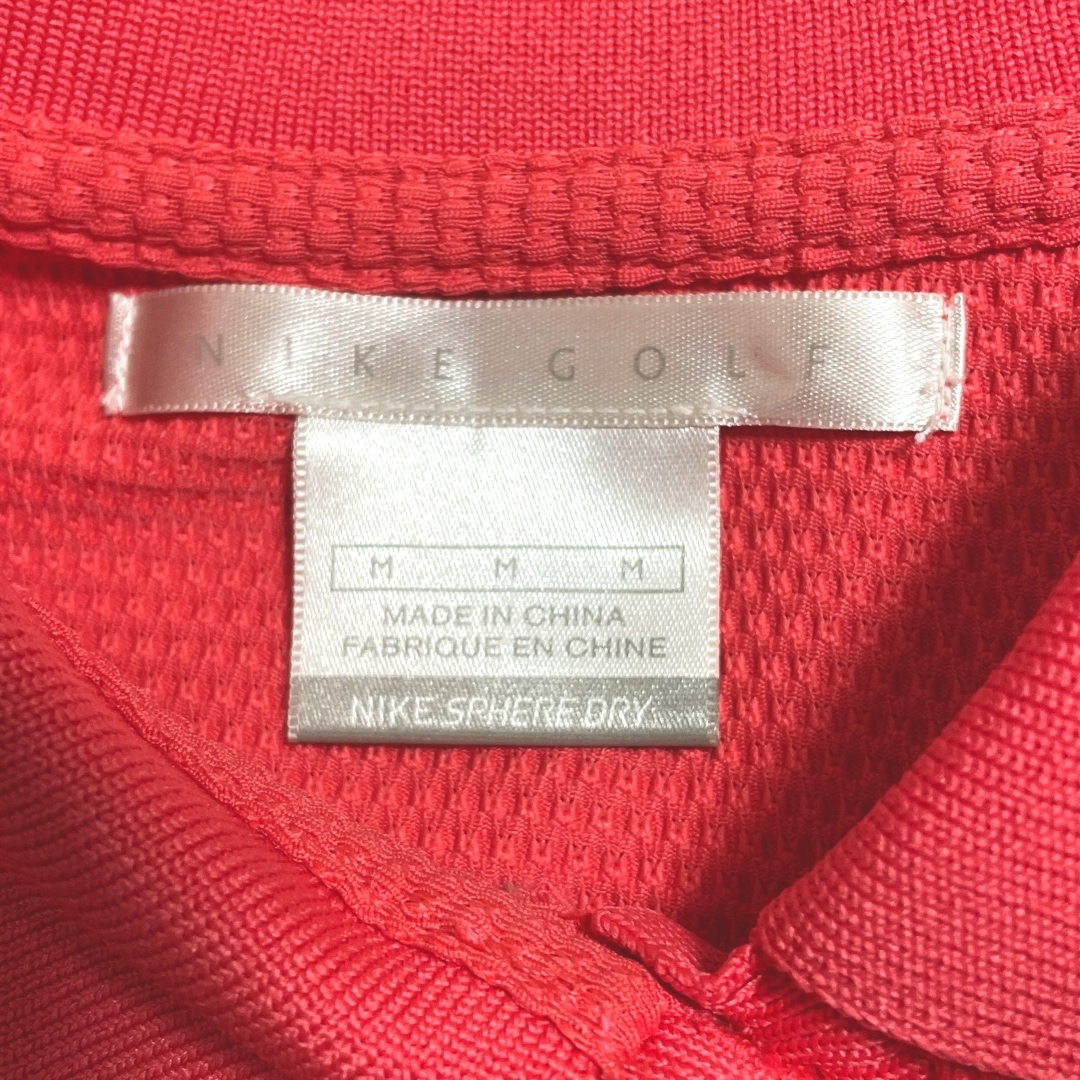 NIKE GOLF
M M M
MADE IN CHINA
FABRIQUE EN CHINE
NIKE SPHERE DRY